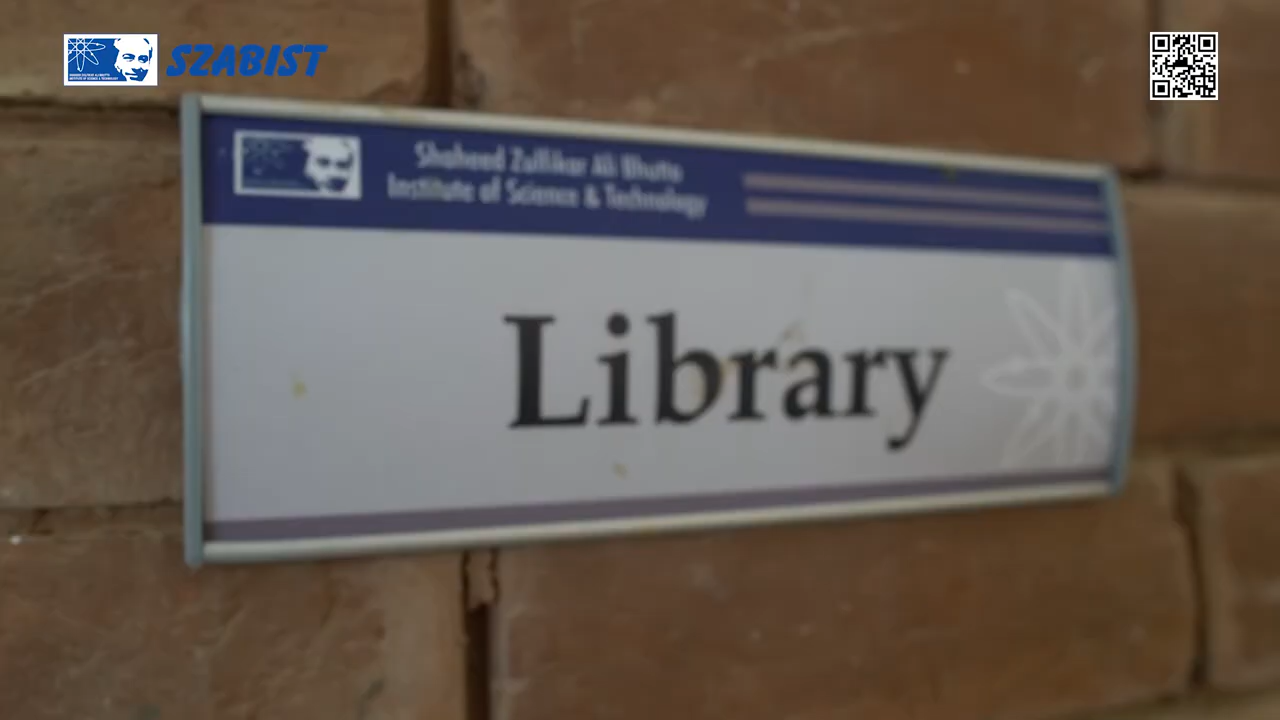 SZABIST
Shaheed Zulfikar Ali Bhutto
Institute of Science & Technology
Library